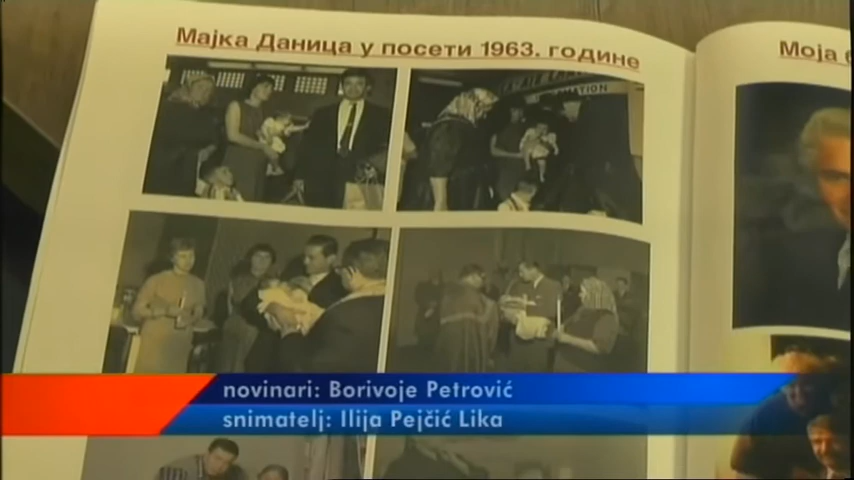 Мајка Даница у посети 1963. године
Моја
novinari: Borivoje Petrović
snimatelj: Ilija Pejčić Lika